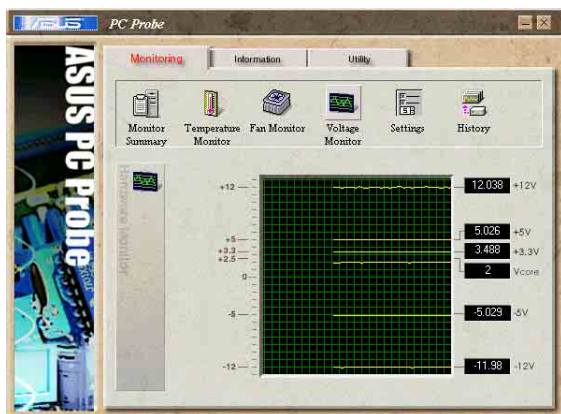 ASUS PC Probe
Monitoring Information Utility
Monitor Summary
Temperature Monitor
Fan Monitor
Voltage Monitor
Settings
History
ASUS PC Probe
Hardware Monitor
+12
+5
+3.3
+2.5
0
-5
-12
12.038 +12V
5.026 +5V
3.488 +3.3V
2 Vcore
-5.029 -5V
-11.98 -12V